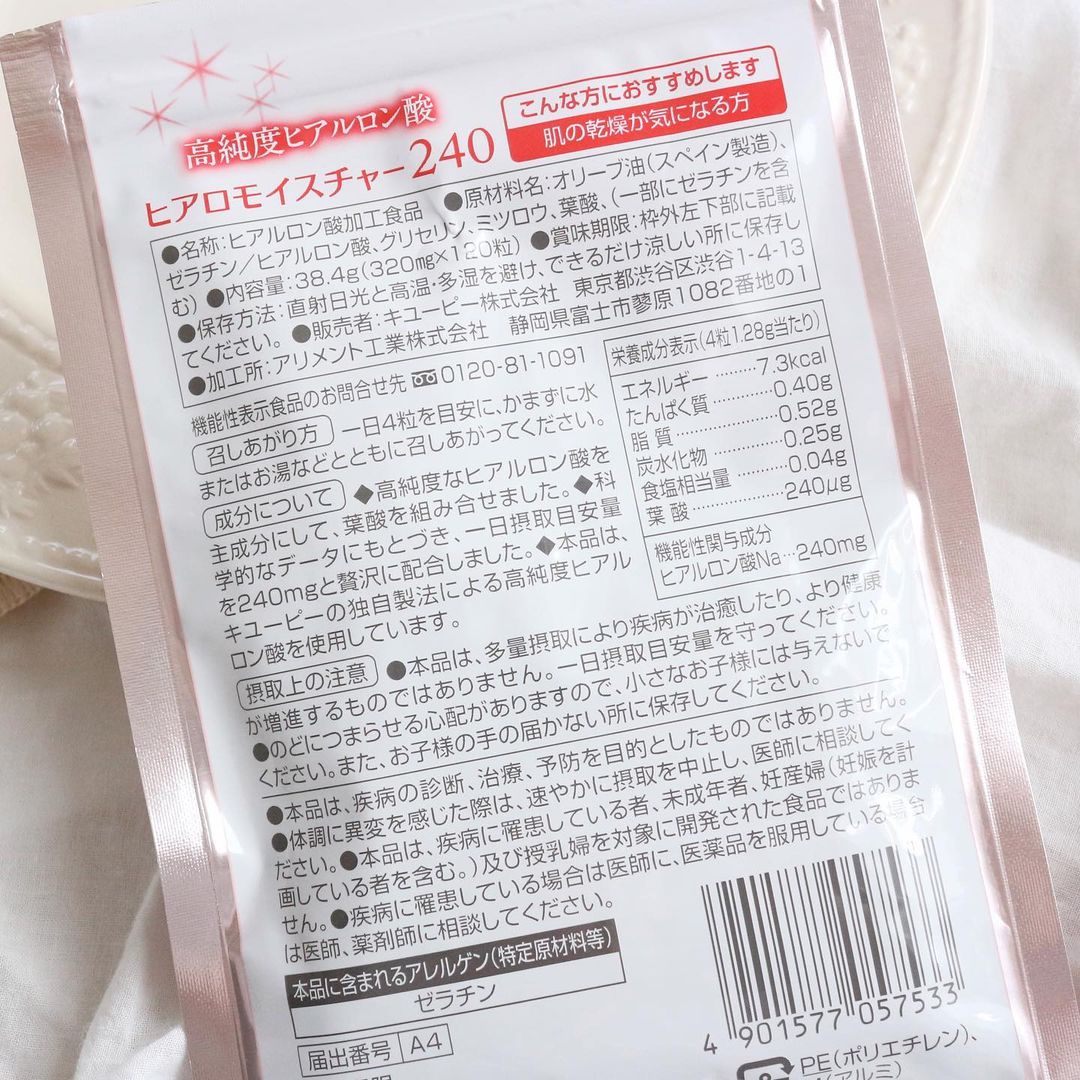 高純度ヒアルロン酸
ヒアロモイスチャー240
こんな方におすすめします
肌の乾燥が気になる方
●名称：ヒアルロン酸加工食品 ●原材料名：オリーブ油（スペイン製造）、
ゼラチン／ヒアルロン酸、グリセリン、ミツロウ、葉酸、（一部にゼラチンを含
む） ●内容量：38.4g（320mg×120粒） ●賞味期限：枠外左下部に記載
●保存方法：直射日光と高温・多湿を避け、できるだけ涼しい所に保存し
てください。 ●販売者：キユーピー株式会社 東京都渋谷区渋谷1-4-13
●加工所：アリメント工業株式会社 静岡県富士市蓼原1082番地の1
機能性表示食品のお問合せ先 0120-81-1091
召しあがり方 一日4粒を目安に、かまずに水
またはお湯などとともに召しあがってください。
成分について ◆高純度なヒアルロン酸を
主成分にして、葉酸を組み合せました。◆科
学的なデータにもとづき、一日摂取目安量
を240mgと贅沢に配合しました。◆本品は、
キユーピーの独自製法による高純度ヒアル
ロン酸を使用しています。
栄養成分表示（4粒1.28g当たり）
エネルギー……7.3kcal
たんぱく質……0.40g
脂質……0.52g
炭水化物……0.25g
食塩相当量……0.04g
葉酸……240μg
機能性関与成分
ヒアルロン酸Na…240mg
摂取上の注意 ●本品は、多量摂取により疾病が治癒したり、より健康
が増進するものではありません。一日摂取目安量を守ってください。
●のどにつまらせる心配がありますので、小さなお子様には与えないで
ください。また、お子様の手の届かない所に保存してください。
●本品は、疾病の診断、治療、予防を目的としたものではありません。
●体調に異変を感じた際は、速やかに摂取を中止し、医師に相談してく
ださい。●本品は、疾病に罹患している者、未成年者、妊産婦（妊娠を計
画している者を含む。）及び授乳婦を対象に開発された食品ではありま
せん。●疾病に罹患している場合は医師に、医薬品を服用している場合
は医師、薬剤師に相談してください。
本品に含まれるアレルゲン（特定原材料等）
ゼラチン
届出番号 A4
4 901577 057533
PE（ポリエチレン）、
（アルミ）